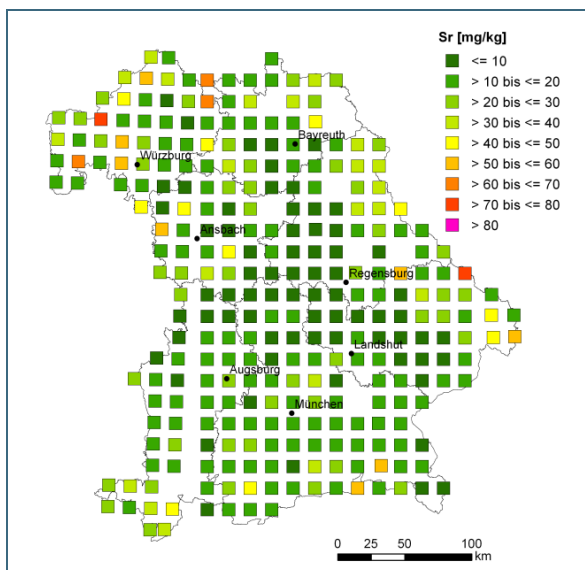 Sr [mg/kg]
<= 10
> 10 bis <= 20
> 20 bis <= 30
> 30 bis <= 40
> 40 bis <= 50
> 50 bis <= 60
> 60 bis <= 70
> 70 bis <= 80
> 80
Bayreuth
Würzburg
Ansbach
Regensburg
Landshut
Augsburg
München
0 25 50 100
km